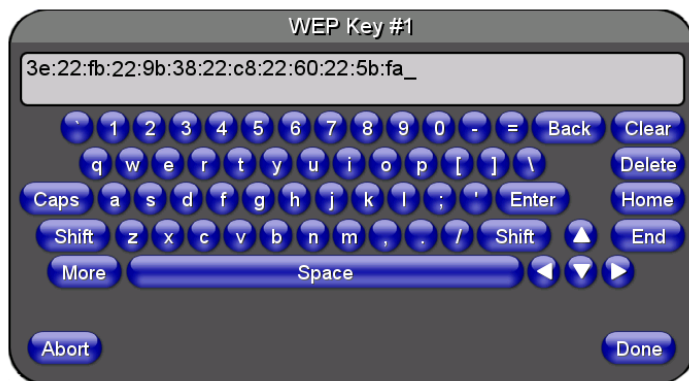 WEP Key #1
3e:22:fb:22:9b:38:22:c8:22:60:22:5b:fa_
` 1 2 3 4 5 6 7 8 9 0 - = Back Clear
q w e r t y u i o p [ ] \ Delete
Caps a s d f g h j k l ; ' Enter Home
Shift z x c v b n m , . / Shift End
More Space
Abort Done